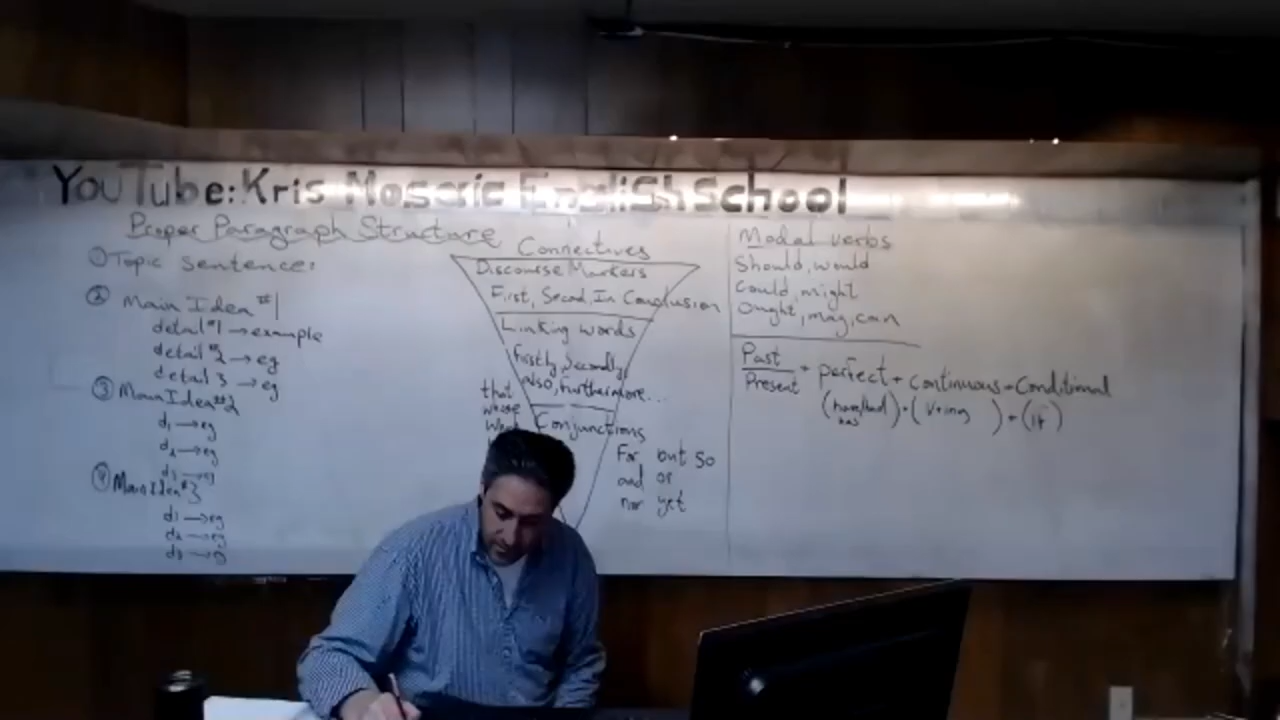 YouTube: Kris Mosaic English School
Proper Paragraph Structure
① Topic sentence:
② Main Idea #1
detail #1 → example
detail #2 → eg
detail 3 → eg
③ Main Idea #2
d1 → eg
d2 → eg
d3 → eg
④ Main Idea #3
d1 → eg
d2 → eg
d3 → eg
Connectives
Discourse Markers
First, Second, In Conclusion
Linking words
firstly, Secondly,
also, furthermore...
that
whose
Conjunctions
For but so
and or
nor yet
Modal verbs
Should, would
Could, might
Ought, may, can
Past
Present
+ perfect + continuous + Conditional
(have/had) + (V+ing ) + (if)
has